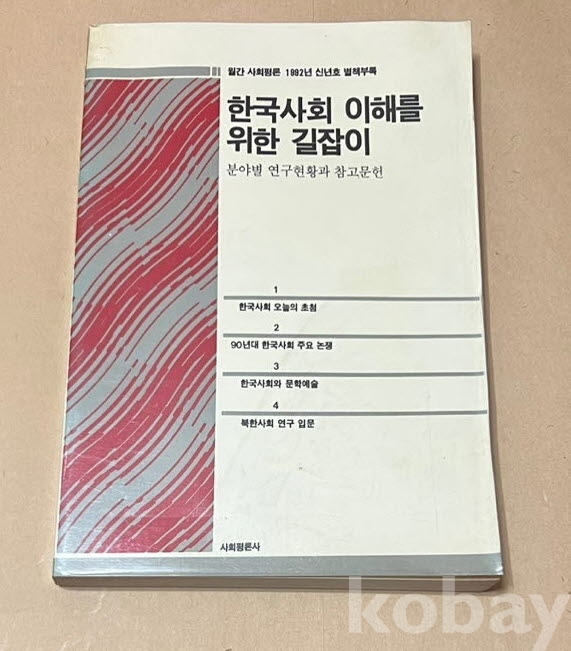 월간 사회평론 1992년 신년호 별책부록
한국사회 이해를
위한 길잡이
분야별 연구현황과 참고문헌
1
한국사회 오늘의 초점
2
90년대 한국사회 주요 논쟁
3
한국사회와 문학예술
4
북한사회 연구 입문
사회평론사
kobay